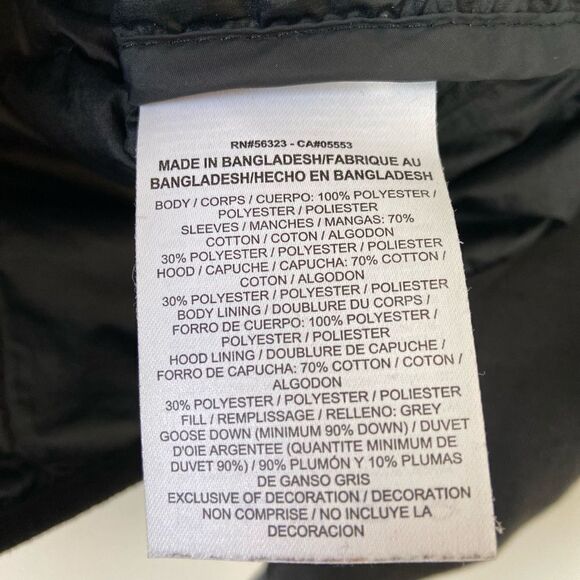 RN#56323 - CA#05553
MADE IN BANGLADESH/FABRIQUE AU
BANGLADESH/HECHO EN BANGLADESH
BODY / CORPS / CUERPO: 100% POLYESTER /
POLYESTER / POLIESTER
SLEEVES / MANCHES / MANGAS: 70%
COTTON / COTON / ALGODON
30% POLYESTER / POLYESTER / POLIESTER
HOOD / CAPUCHE / CAPUCHA: 70% COTTON /
COTON / ALGODON
30% POLYESTER / POLYESTER / POLIESTER
BODY LINING / DOUBLURE DU CORPS /
FORRO DE CUERPO: 100% POLYESTER /
POLYESTER / POLIESTER
HOOD LINING / DOUBLURE DE CAPUCHE /
FORRO DE CAPUCHA: 70% COTTON / COTON /
ALGODON
30% POLYESTER / POLYESTER / POLIESTER
FILL / REMPLISSAGE / RELLENO: GREY
GOOSE DOWN (MINIMUM 90% DOWN) / DUVET
D'OIE ARGENTEE (QUANTITE MINIMUM DE
DUVET 90%) / 90% PLUMÓN Y 10% PLUMAS
DE GANSO GRIS
EXCLUSIVE OF DECORATION / DECORATION
NON COMPRISE / NO INCLUYE LA
DECORACION